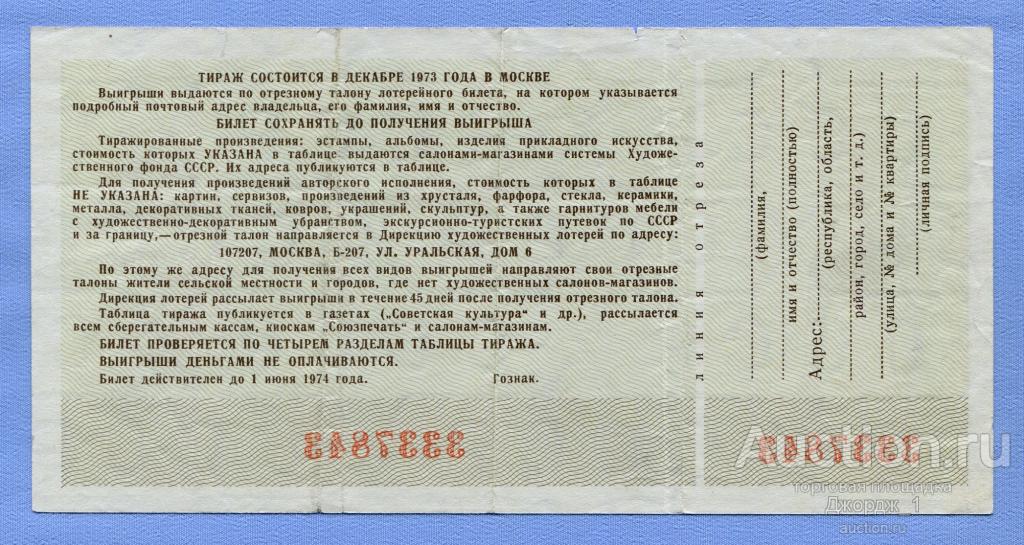 ТИРАЖ СОСТОИТСЯ В ДЕКАБРЕ 1973 ГОДА В МОСКВЕ
Выигрыши выдаются по отрезному талону лотерейного билета, на котором указывается
подробный почтовый адрес владельца, его фамилия, имя и отчество.
БИЛЕТ СОХРАНЯТЬ ДО ПОЛУЧЕНИЯ ВЫИГРЫША
Тиражированные произведения: эстампы, альбомы, изделия прикладного искусства,
стоимость которых УКАЗАНА в таблице выдаются салонами-магазинами системы Художе-
ственного фонда СССР. Их адреса публикуются в таблице.
Для получения произведений авторского исполнения, стоимость которых в таблице
НЕ УКАЗАНА: картин, сервизов, произведений из хрусталя, фарфора, стекла, керамики,
металла, декоративных тканей, ковров, украшений, скульптур, а также гарнитуров мебели
с художественно-декоративным убранством, экскурсионно-туристских путевок по СССР
и за границу,—отрезной талон направляется в Дирекцию художественных лотерей по адресу:
107207, МОСКВА, Б-207, УЛ. УРАЛЬСКАЯ, ДОМ 6
По этому же адресу для получения всех видов выигрышей направляют свои отрезные
талоны жители сельской местности и городов, где нет художественных салонов-магазинов.
Дирекция лотерей рассылает выигрыши в течение 45 дней после получения отрезного талона.
Таблица тиража публикуется в газетах („Советская культура" и др.), рассылается
всем сберегательным кассам, киоскам „Союзпечать" и салонам-магазинам.
БИЛЕТ ПРОВЕРЯЕТСЯ ПО ЧЕТЫРЕМ РАЗДЕЛАМ ТАБЛИЦЫ ТИРАЖА.
ВЫИГРЫШИ ДЕНЬГАМИ НЕ ОПЛАЧИВАЮТСЯ.
Билет действителен до 1 июня 1974 года. Гознак.
3337843
линия отреза
(фамилия,
имя и отчество (полностью)
Адрес:
(республика, область,
район, город, село и т. д.)
(улица, № дома и № квартиры)
(личная подпись)
3337843
Auction.ru
торговая площадка
Джордж_1
auction.ru